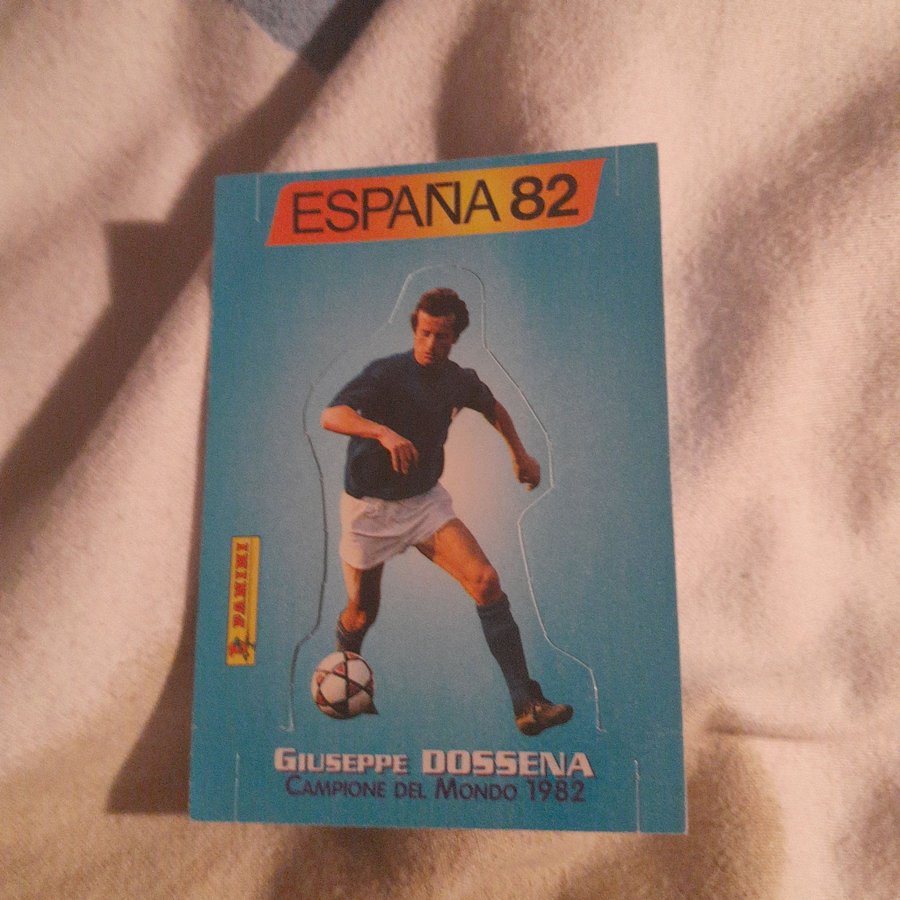 ESPAÑA 82
PANINI
GIUSEPPE DOSSENA
CAMPIONE DEL MONDO 1982